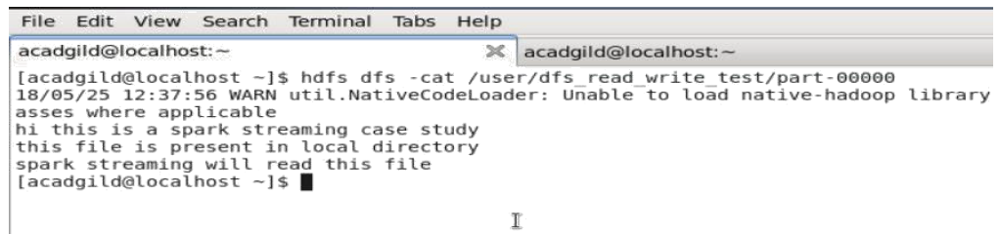 File Edit View Search Terminal Tabs Help
acadgild@localhost:~ acadgild@localhost:~
[acadgild@localhost ~]$ hdfs dfs -cat /user/dfs_read_write_test/part-00000
18/05/25 12:37:56 WARN util.NativeCodeLoader: Unable to load native-hadoop library
asses where applicable
hi this is a spark streaming case study
this file is present in local directory
spark streaming will read this file
[acadgild@localhost ~]$